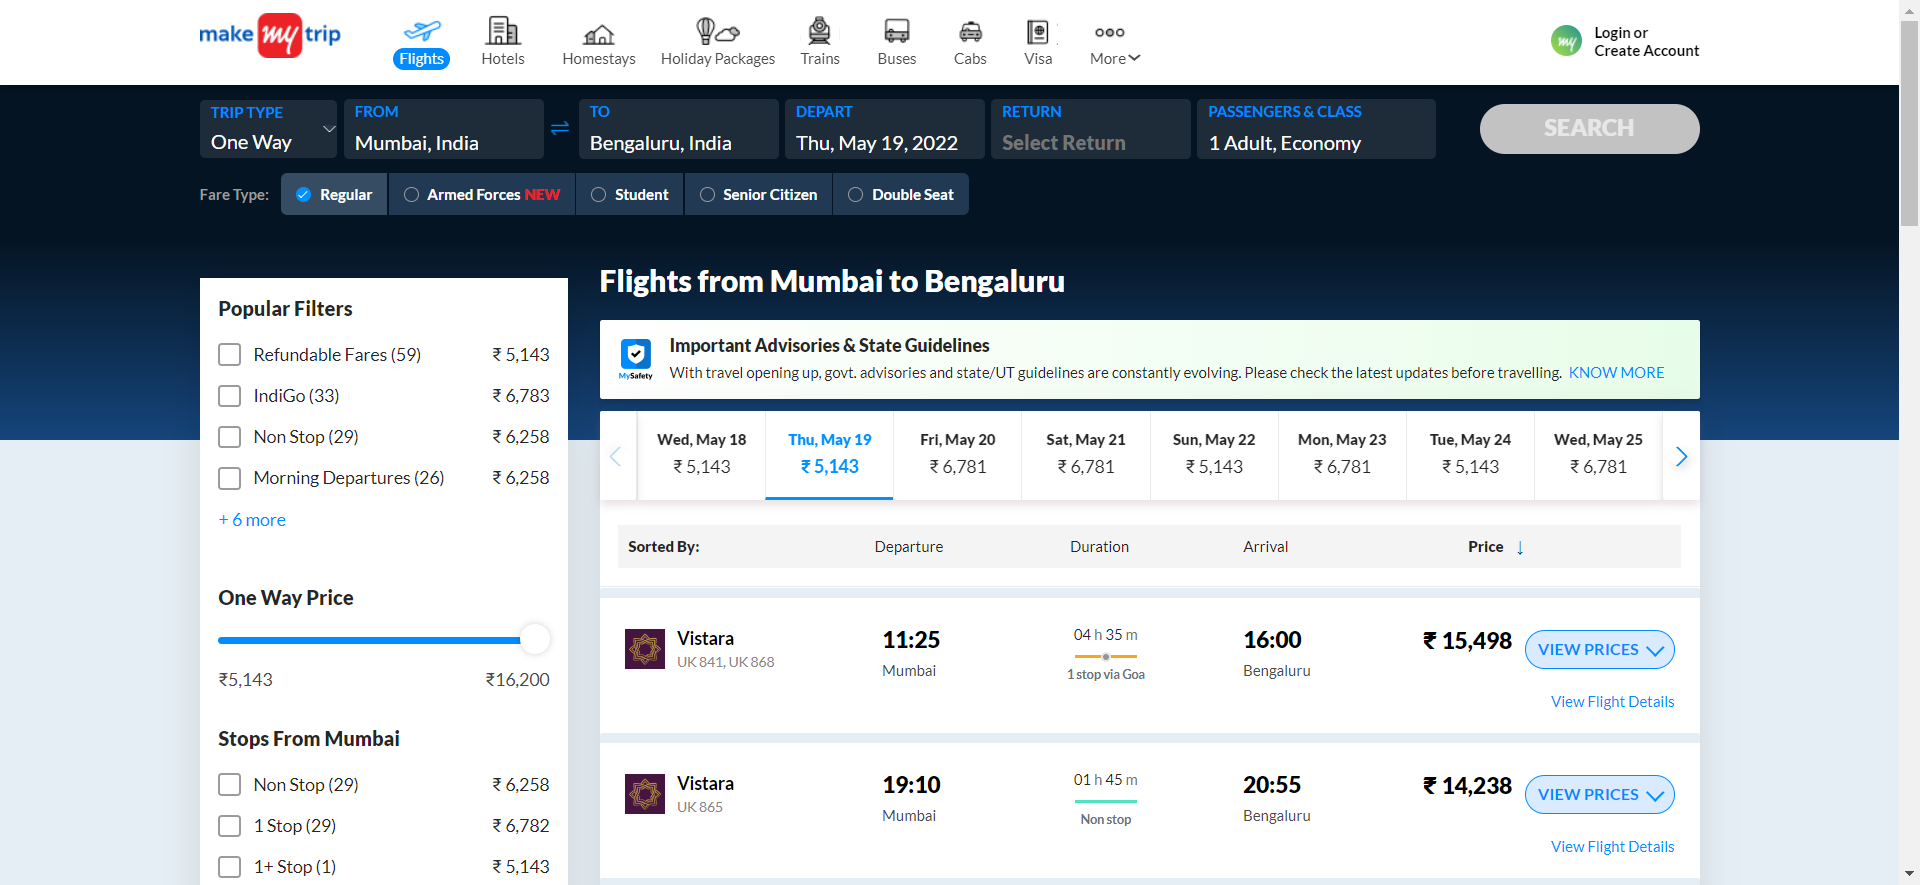 make my trip
Flights
Hotels
Homestays
Holiday Packages
Trains
Buses
Cabs
Visa
More
my
Login or
Create Account
TRIP TYPE
One Way
FROM
Mumbai, India
TO
Bengaluru, India
DEPART
Thu, May 19, 2022
RETURN
Select Return
PASSENGERS & CLASS
1 Adult, Economy
SEARCH
Fare Type:
Regular
Armed Forces NEW
Student
Senior Citizen
Double Seat
Popular Filters
Refundable Fares (59) ₹ 5,143
IndiGo (33) ₹ 6,783
Non Stop (29) ₹ 6,258
Morning Departures (26) ₹ 6,258
+ 6 more
One Way Price
₹5,143 ₹16,200
Stops From Mumbai
Non Stop (29) ₹ 6,258
1 Stop (29) ₹ 6,782
1+ Stop (1) ₹ 5,143
Flights from Mumbai to Bengaluru
MySafety
Important Advisories & State Guidelines
With travel opening up, govt. advisories and state/UT guidelines are constantly evolving. Please check the latest updates before travelling. KNOW MORE
Wed, May 18
₹ 5,143
Thu, May 19
₹ 5,143
Fri, May 20
₹ 6,781
Sat, May 21
₹ 6,781
Sun, May 22
₹ 5,143
Mon, May 23
₹ 6,781
Tue, May 24
₹ 5,143
Wed, May 25
₹ 6,781
Sorted By: Departure Duration Arrival Price ↓
Vistara
UK 841, UK 868
11:25
Mumbai
04 h 35 m
1 stop via Goa
16:00
Bengaluru
₹ 15,498
VIEW PRICES
View Flight Details
Vistara
UK 865
19:10
Mumbai
01 h 45 m
Non stop
20:55
Bengaluru
₹ 14,238
VIEW PRICES
View Flight Details